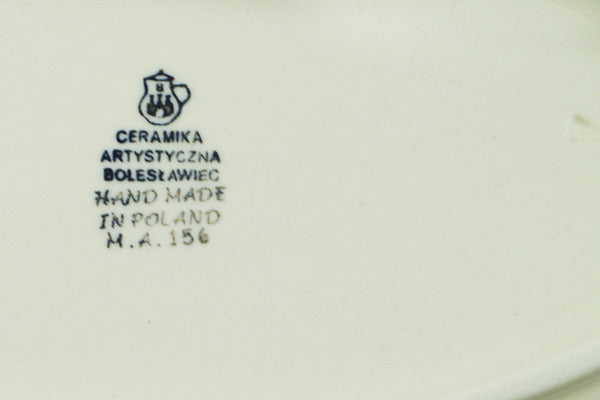 B
CERAMIKA
ARTYSTYCZNA
BOLESŁAWIEC
HAND MADE
IN POLAND
M.A. 156